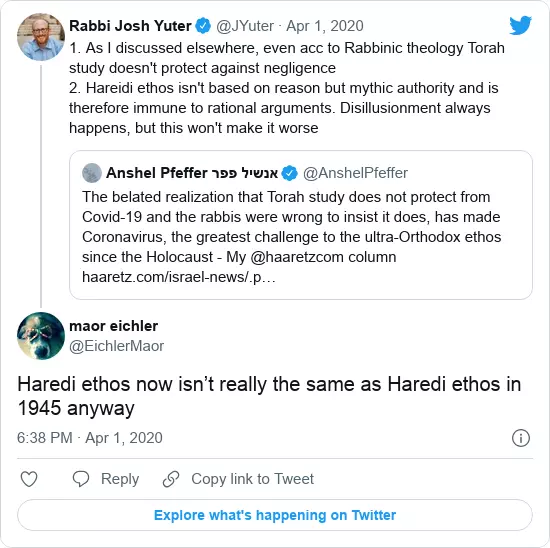 Rabbi Josh Yuter @JYuter · Apr 1, 2020
1. As I discussed elsewhere, even acc to Rabbinic theology Torah
study doesn't protect against negligence
2. Hareidi ethos isn't based on reason but mythic authority and is
therefore immune to rational arguments. Disillusionment always
happens, but this won't make it worse
Anshel Pfeffer אנשיל פפר @AnshelPfeffer
The belated realization that Torah study does not protect from
Covid-19 and the rabbis were wrong to insist it does, has made
Coronavirus, the greatest challenge to the ultra-Orthodox ethos
since the Holocaust - My @haaretzcom column
haaretz.com/israel-news/.p…
maor eichler
@EichlerMaor
Haredi ethos now isn’t really the same as Haredi ethos in
1945 anyway
6:38 PM · Apr 1, 2020
Reply Copy link to Tweet
Explore what's happening on Twitter